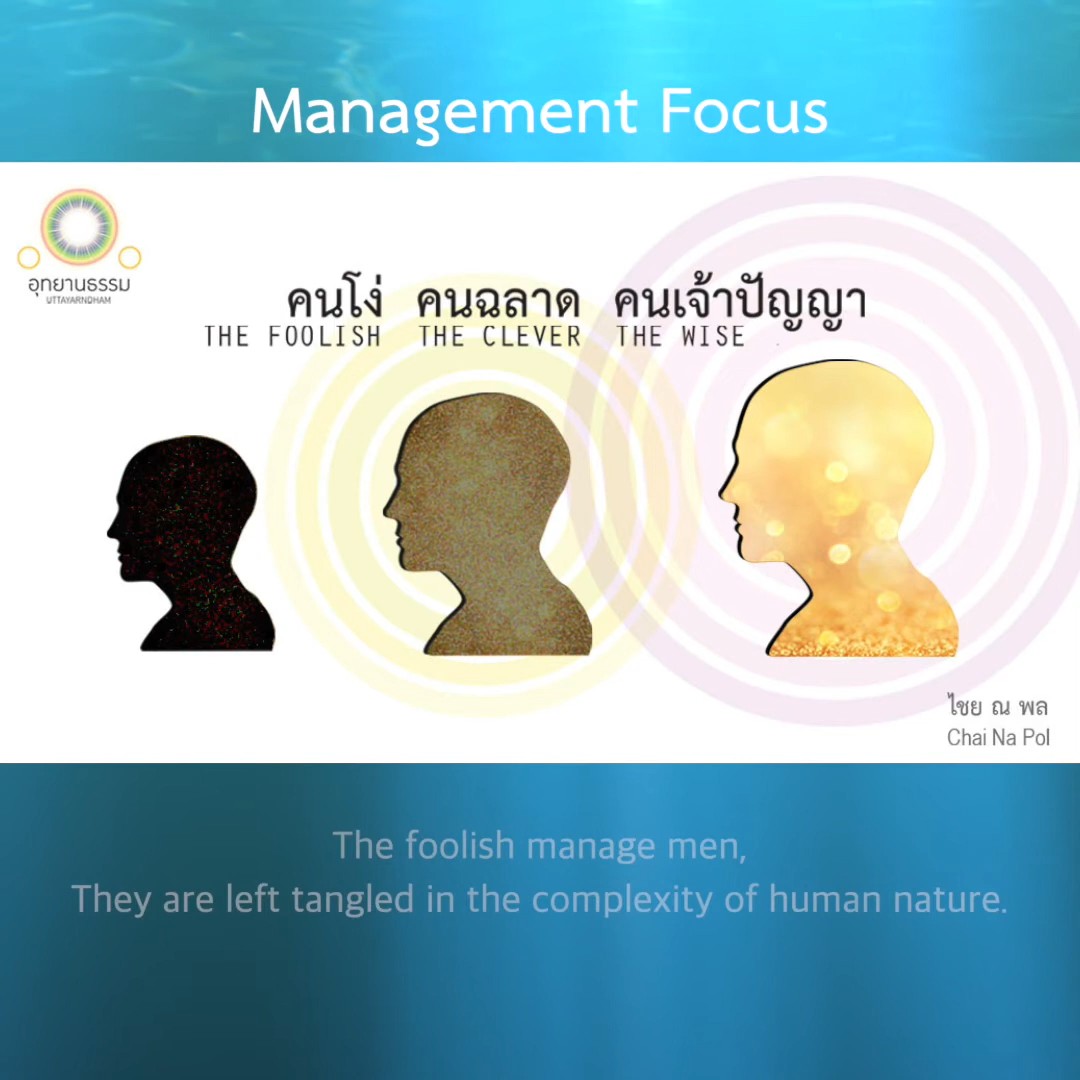 Management Focus
อุทยานธรรม
UTTAYARNDHAM
คนโง่ คนฉลาด คนเจ้าปัญญา
THE FOOLISH THE CLEVER THE WISE
ไชย ณ พล
Chai Na Pol
The foolish manage men,
They are left tangled in the complexity of human nature.